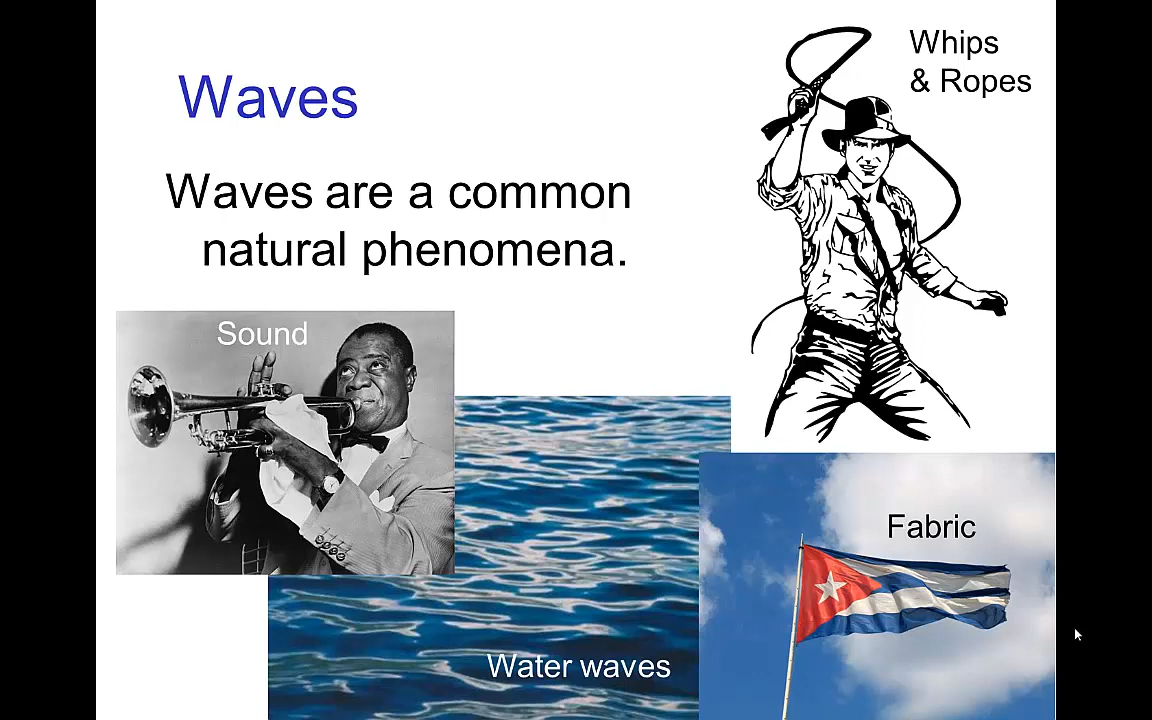 Waves
Waves are a common
natural phenomena.
Whips
& Ropes
Sound
Water waves
Fabric